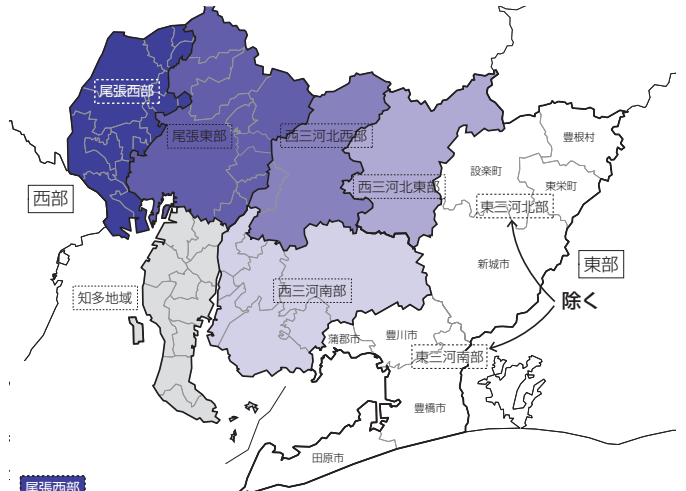 尾張西部
尾張東部
西三河北西部
豊根村
設楽町
西三河北東部
東栄町
西部
東三河北部
新城市
東部
知多地域
西三河南部
除く
蒲郡市
豊川市
東三河南部
豊橋市
田原市
尾張西部